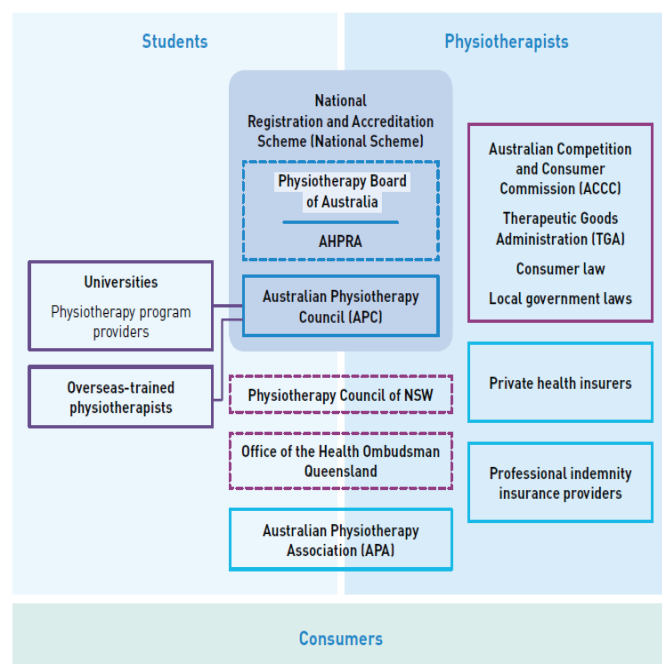 Students
Physiotherapists
National
Registration and Accreditation
Scheme (National Scheme)
Physiotherapy Board
of Australia
AHPRA
Australian Physiotherapy
Council (APC)
Universities
Physiotherapy program
providers
Overseas-trained
physiotherapists
Physiotherapy Council of NSW
Office of the Health Ombudsman
Queensland
Australian Physiotherapy
Association (APA)
Australian Competition
and Consumer
Commission (ACCC)
Therapeutic Goods
Administration (TGA)
Consumer law
Local government laws
Private health insurers
Professional indemnity
insurance providers
Consumers